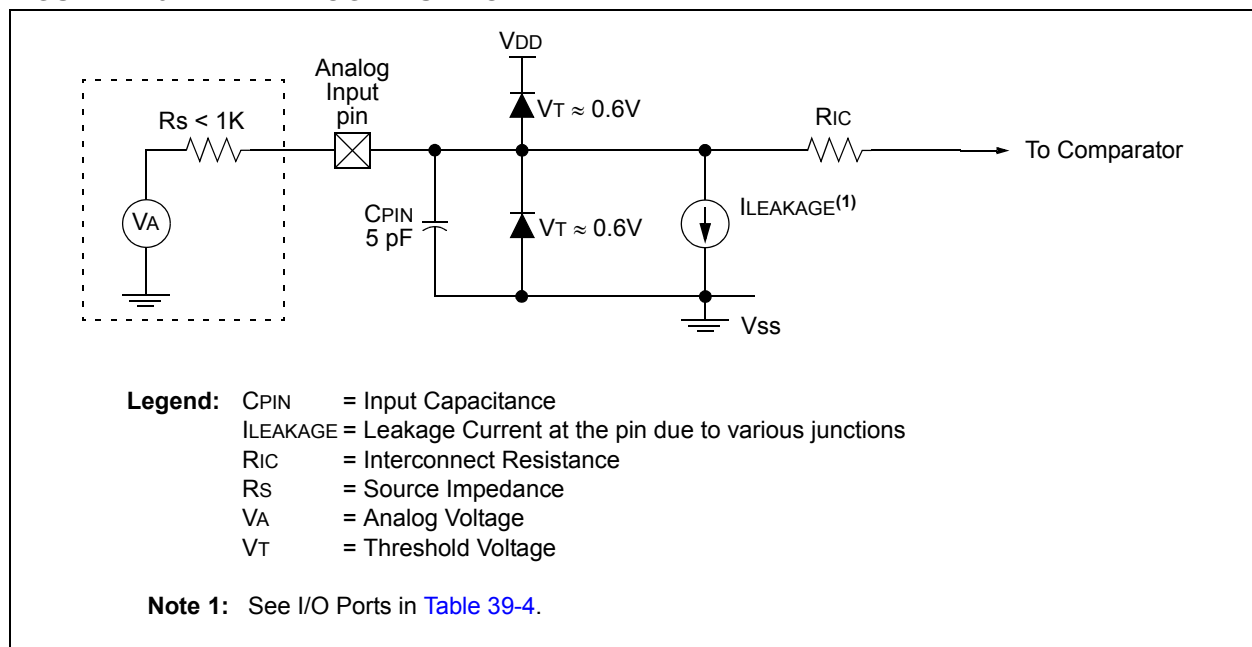 VDD
Analog
Input
pin
VT ≈ 0.6V
Rs < 1K
RIC
To Comparator
VA
CPIN
5 pF
VT ≈ 0.6V
ILEAKAGE(1)
Vss
Legend: CPIN = Input Capacitance
ILEAKAGE = Leakage Current at the pin due to various junctions
RIC = Interconnect Resistance
RS = Source Impedance
VA = Analog Voltage
VT = Threshold Voltage
Note 1: See I/O Ports in Table 39-4.